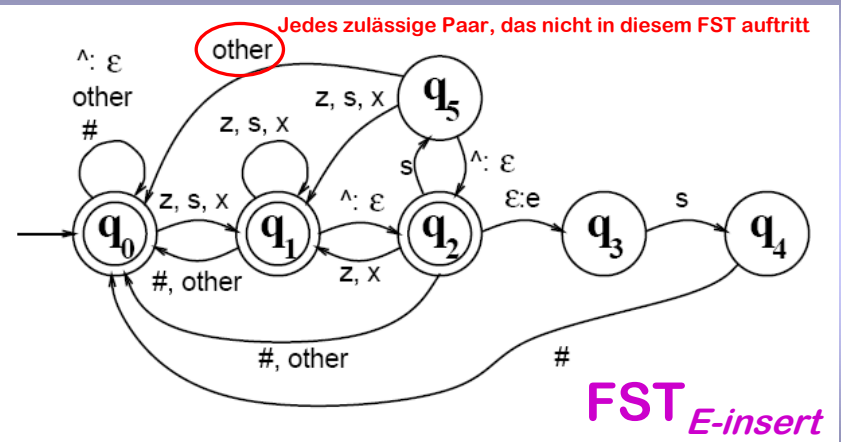 Jedes zulässige Paar, das nicht in diesem FST auftritt
^: ε
other
#
other
z, s, x
z, s, x
q5
s
^: ε
z, s, x
^: ε
ε:e
s
q0
q1
q2
q3
q4
#, other
z, x
#, other
#
FST E-insert